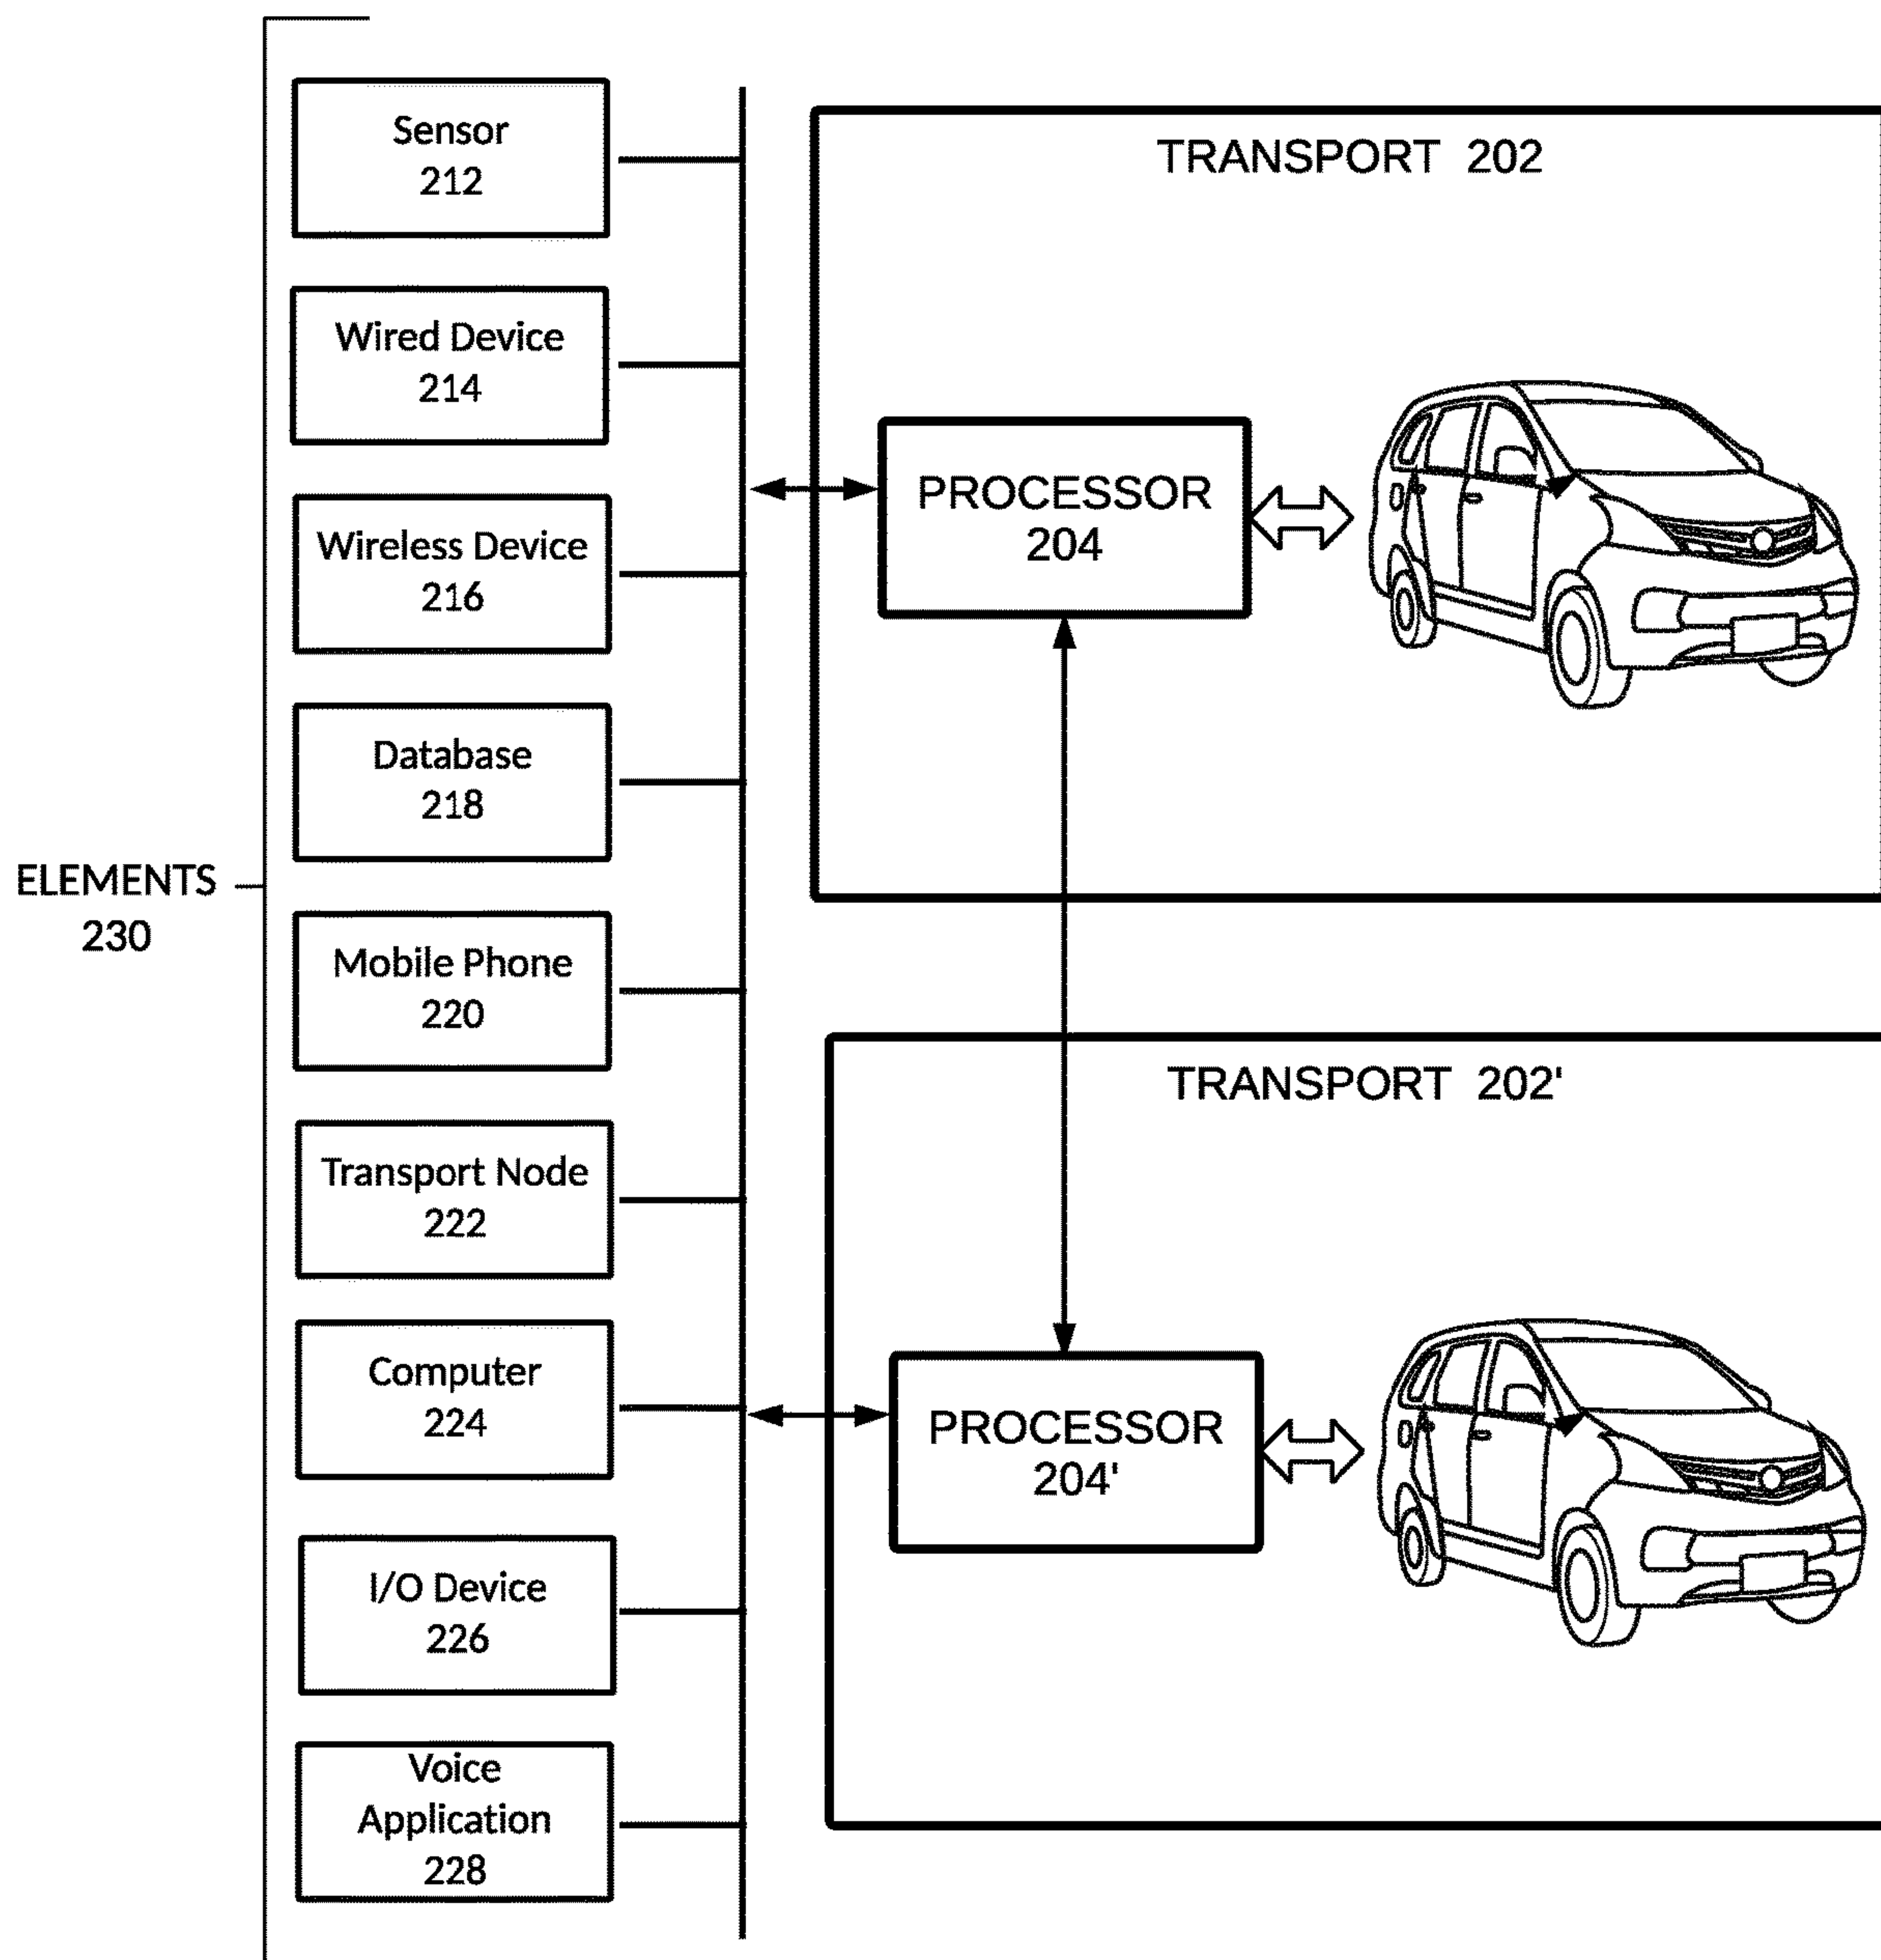 ELEMENTS
230
Sensor
212
Wired Device
214
Wireless Device
216
Database
218
Mobile Phone
220
Transport Node
222
Computer
224
I/O Device
226
Voice
Application
228
TRANSPORT 202
PROCESSOR
204
TRANSPORT 202'
PROCESSOR
204'